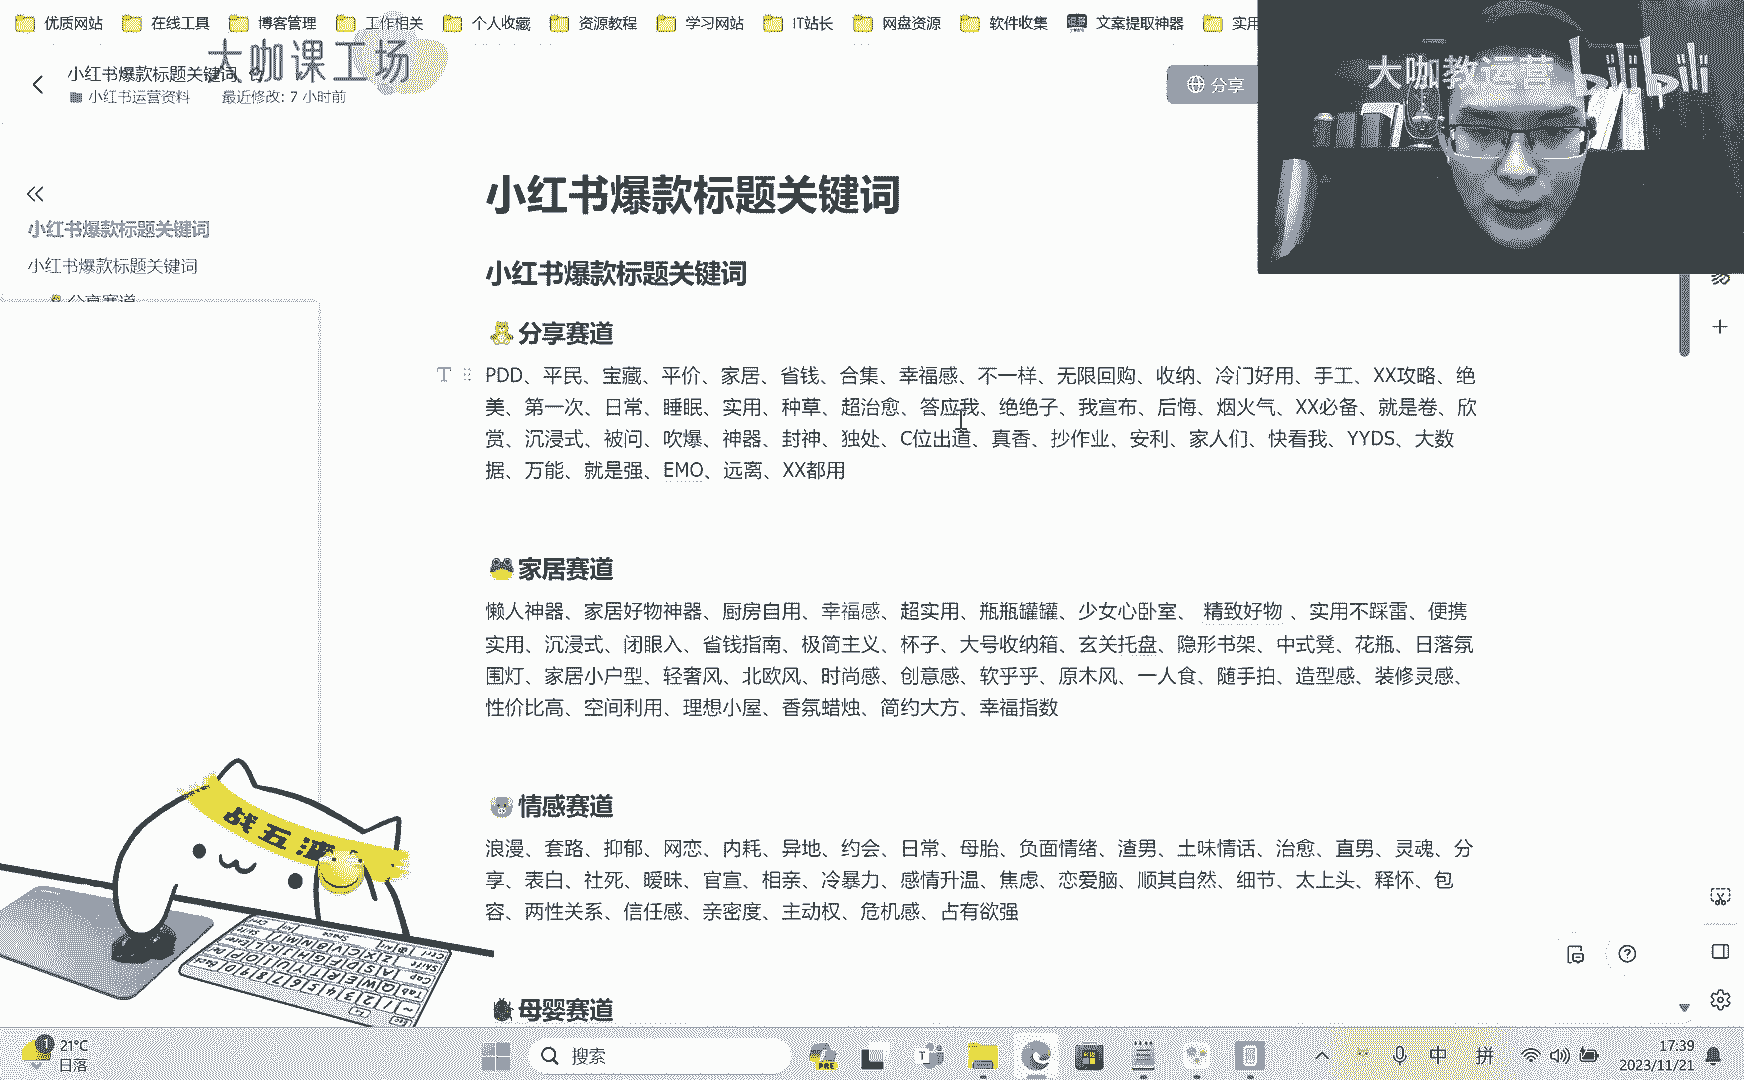 优质网站 在线工具 博客管理 工作相关 个人收藏 资源教程 学习网站 IT站长 网盘资源 软件收集 文案提取神器 实用
大咖课工场
小红书爆款标题关键词
小红书运营资料 最近修改: 7 小时前
分享
大咖教运营 bilibili
小红书爆款标题关键词
小红书爆款标题关键词
分享赛道
小红书爆款标题关键词
小红书爆款标题关键词
分享赛道
PDD、平民、宝藏、平价、家居、省钱、合集、幸福感、不一样、无限回购、收纳、冷门好用、手工、XX攻略、绝
美、第一次、日常、睡眠、实用、种草、超治愈、答应我、绝绝子、我宣布、后悔、烟火气、XX必备、就是卷、欣
赏、沉浸式、被问、吹爆、神器、封神、独处、C位出道、真香、抄作业、安利、家人们、快看我、YYDS、大数
据、万能、就是强、EMO、远离、XX都用
家居赛道
懒人神器、家居好物神器、厨房自用、幸福感、超实用、瓶瓶罐罐、少女心卧室、 精致好物 、实用不踩雷、便携
实用、沉浸式、闭眼入、省钱指南、极简主义、杯子、大号收纳箱、玄关托盘、隐形书架、中式凳、花瓶、日落氛
围灯、家居小户型、轻奢风、北欧风、时尚感、创意感、软乎乎、原木风、一人食、随手拍、造型感、装修灵感、
性价比高、空间利用、理想小屋、香氛蜡烛、简约大方、幸福指数
情感赛道
浪漫、套路、抑郁、网恋、内耗、异地、约会、日常、母胎、负面情绪、渣男、土味情话、治愈、直男、灵魂、分
享、表白、社死、暧昧、官宣、相亲、冷暴力、感情升温、焦虑、恋爱脑、顺其自然、细节、太上头、释怀、包
容、两性关系、信任感、亲密度、主动权、危机感、占有欲强
母婴赛道
战五渣
1
21°C
日落
搜索
PRE
中 拼
17:39
2023/11/21